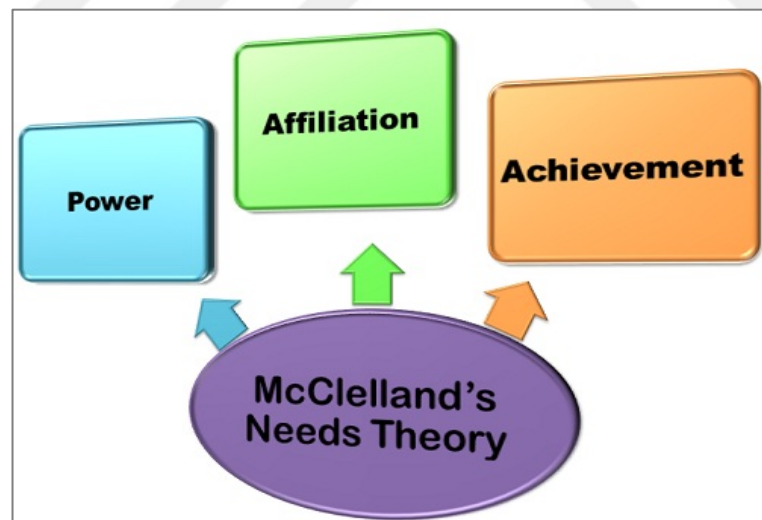 Power
Affiliation
Achievement
McClelland’s
Needs Theory